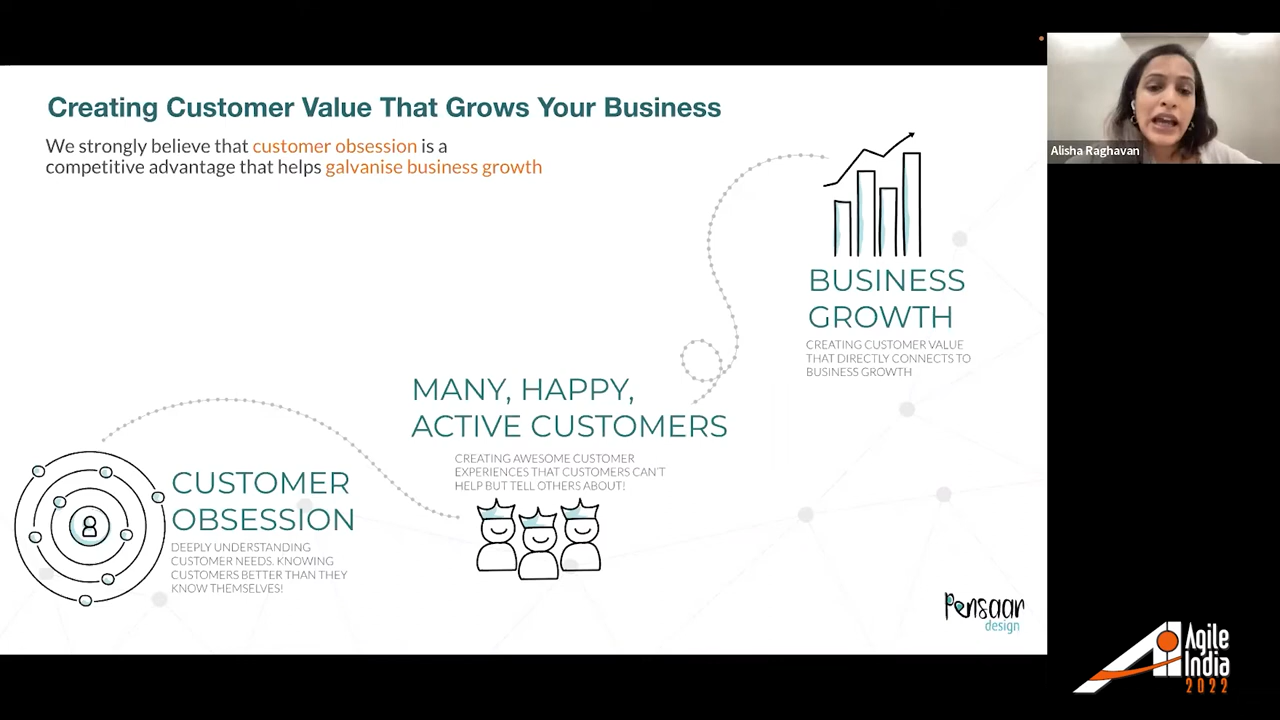 Creating Customer Value That Grows Your Business
We strongly believe that customer obsession is a
competitive advantage that helps galvanise business growth
Alisha Raghavan
BUSINESS
GROWTH
CREATING CUSTOMER VALUE
THAT DIRECTLY CONNECTS TO
BUSINESS GROWTH
MANY, HAPPY,
ACTIVE CUSTOMERS
CREATING AWESOME CUSTOMER
EXPERIENCES THAT CUSTOMERS CAN'T
HELP BUT TELL OTHERS ABOUT!
CUSTOMER
OBSESSION
DEEPLY UNDERSTANDING
CUSTOMER NEEDS. KNOWING
CUSTOMERS BETTER THAN THEY
KNOW THEMSELVES!
Pensaar
design
Agile
India
2022